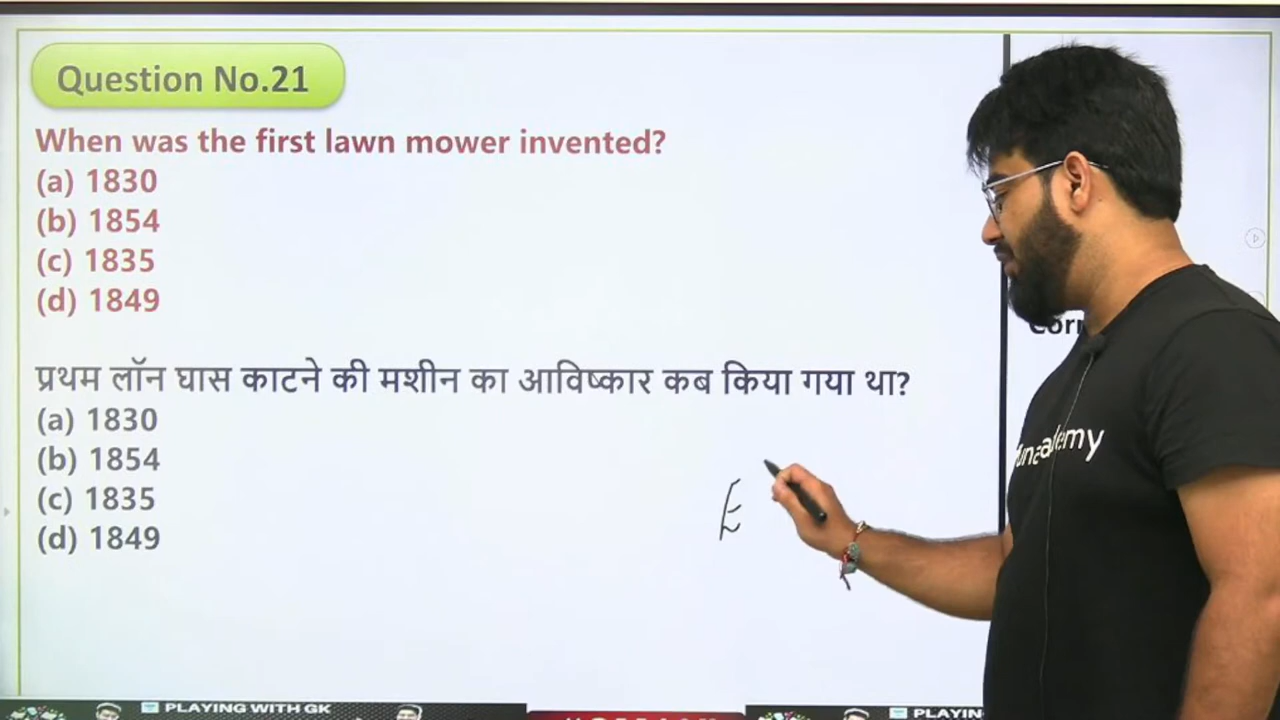 Question No.21
When was the first lawn mower invented?
(a) 1830
(b) 1854
(c) 1835
(d) 1849
प्रथम लॉन घास काटने की मशीन का आविष्कार कब किया गया था?
(a) 1830
(b) 1854
(c) 1835
(d) 1849
E
unacademy
PLAYING WITH GK